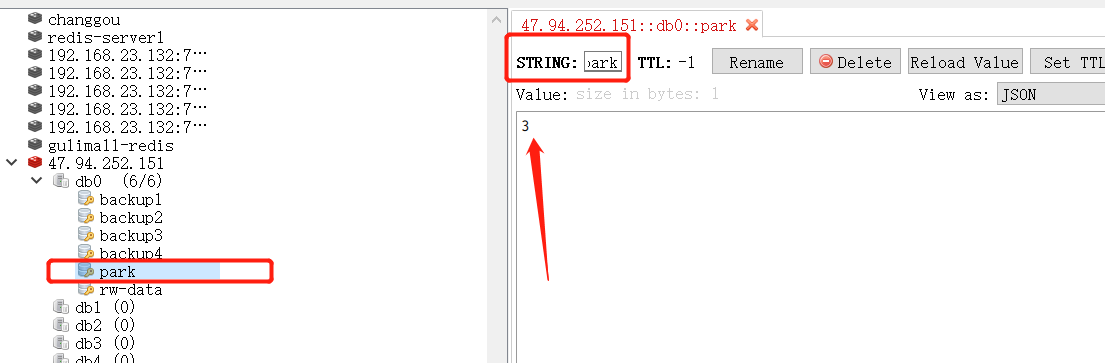 changgou
redis-server1
192.168.23.132:7…
192.168.23.132:7…
192.168.23.132:7…
192.168.23.132:7…
192.168.23.132:7…
gulimall-redis
47.94.252.151
db0 (6/6)
backup1
backup2
backup3
backup4
park
rw-data
db1 (0)
db2 (0)
db3 (0)
db4 (0)
47.94.252.151::db0::park
STRING: park TTL: -1 Rename Delete Reload Value Set TTL
Value: size in bytes: 1 View as: JSON
3